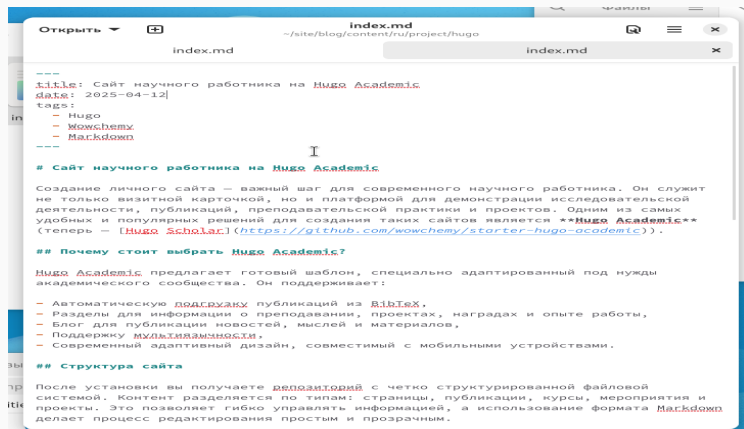 Файлы
Открыть
index.md
~/site/blog/content/ru/project/hugo
index.md
index.md
---
title: Сайт научного работника на Hugo Academic
date: 2025-04-12
tags:
- Hugo
- Wowchemy
- Markdown
---
# Сайт научного работника на Hugo Academic
Создание личного сайта — важный шаг для современного научного работника. Он служит
не только визитной карточкой, но и платформой для демонстрации исследовательской
деятельности, публикаций, преподавательской практики и проектов. Одним из самых
удобных и популярных решений для создания таких сайтов является **Hugo Academic**
(теперь — [Hugo Scholar](https://github.com/wowchemy/starter-hugo-academic)).
## Почему стоит выбрать Hugo Academic?
Hugo Academic предлагает готовый шаблон, специально адаптированный под нужды
академического сообщества. Он поддерживает:
- Автоматическую подгрузку публикаций из BibTeX,
- Разделы для информации о преподавании, проектах, наградах и опыте работы,
- Блог для публикации новостей, мыслей и материалов,
- Поддержку мультиязычности,
- Современный адаптивный дизайн, совместимый с мобильными устройствами.
## Структура сайта
После установки вы получаете репозиторий с четко структурированной файловой
системой. Контент разделяется по типам: страницы, публикации, курсы, мероприятия и
проекты. Это позволяет гибко управлять информацией, а использование формата Markdown
делает процесс редактирования простым и прозрачным.